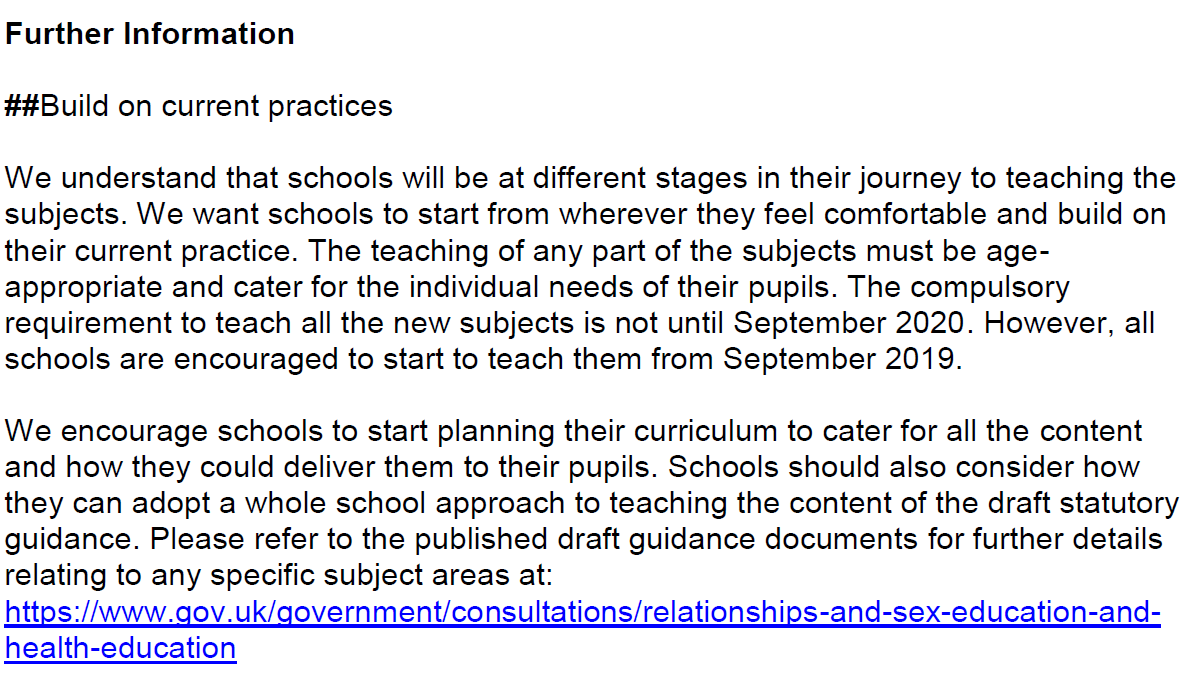 Further Information
##Build on current practices
We understand that schools will be at different stages in their journey to teaching the
subjects. We want schools to start from wherever they feel comfortable and build on
their current practice. The teaching of any part of the subjects must be age-
appropriate and cater for the individual needs of their pupils. The compulsory
requirement to teach all the new subjects is not until September 2020. However, all
schools are encouraged to start to teach them from September 2019.
We encourage schools to start planning their curriculum to cater for all the content
and how they could deliver them to their pupils. Schools should also consider how
they can adopt a whole school approach to teaching the content of the draft statutory
guidance. Please refer to the published draft guidance documents for further details
relating to any specific subject areas at:
https://www.gov.uk/government/consultations/relationships-and-sex-education-and-
health-education